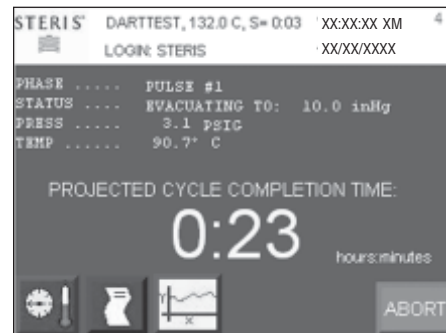 STERIS® DARTTEST, 132.0 C, S= 0:03 XX:XX:XX XM 4
LOGIN: STERIS XX/XX/XXXX
PHASE ..... PULSE #1
STATUS .... EVACUATING TO: 10.0 inHg
PRESS ..... 3.1 PSIG
TEMP ...... 90.7° C
PROJECTED CYCLE COMPLETION TIME:
0:23 hours:minutes
X
ABORT